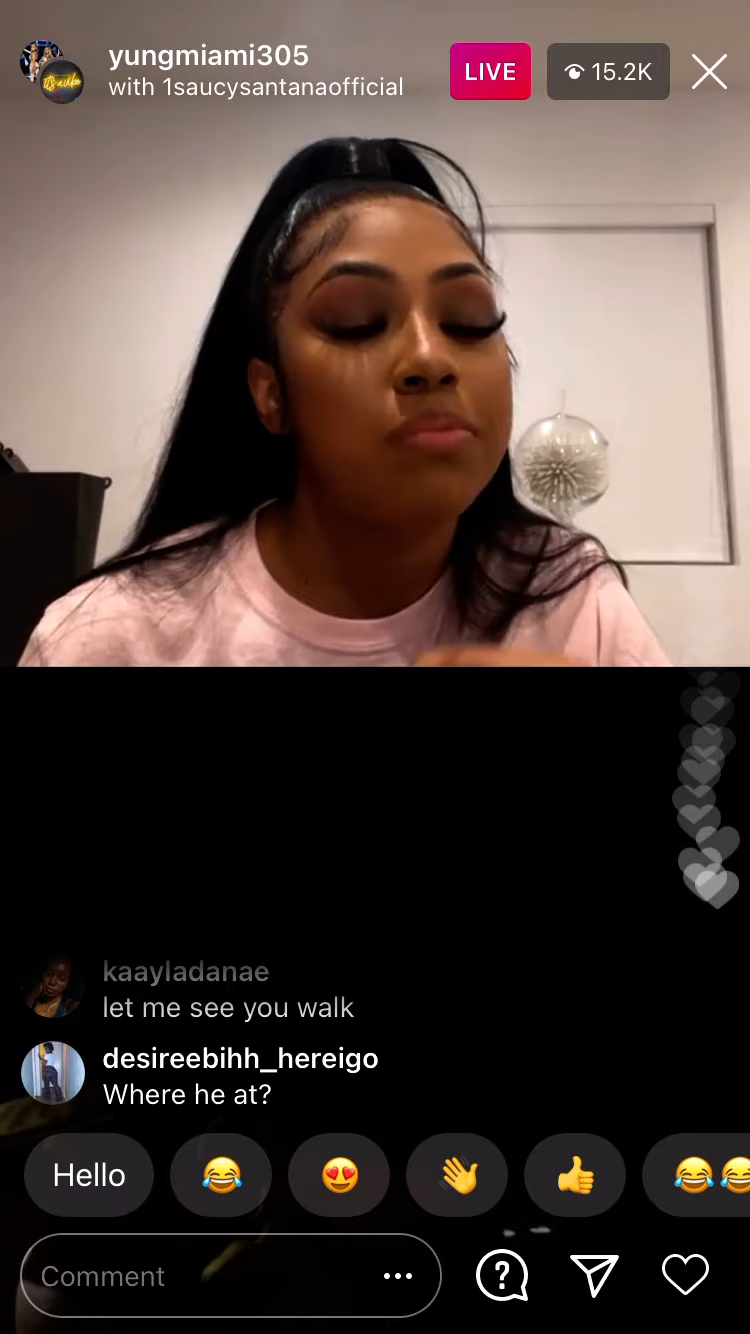 yungmiami305
with 1saucysantanaofficial
LIVE
15.2K
kaayladanae
let me see you walk
desireebihh_hereigo
Where he at?
Hello
Comment